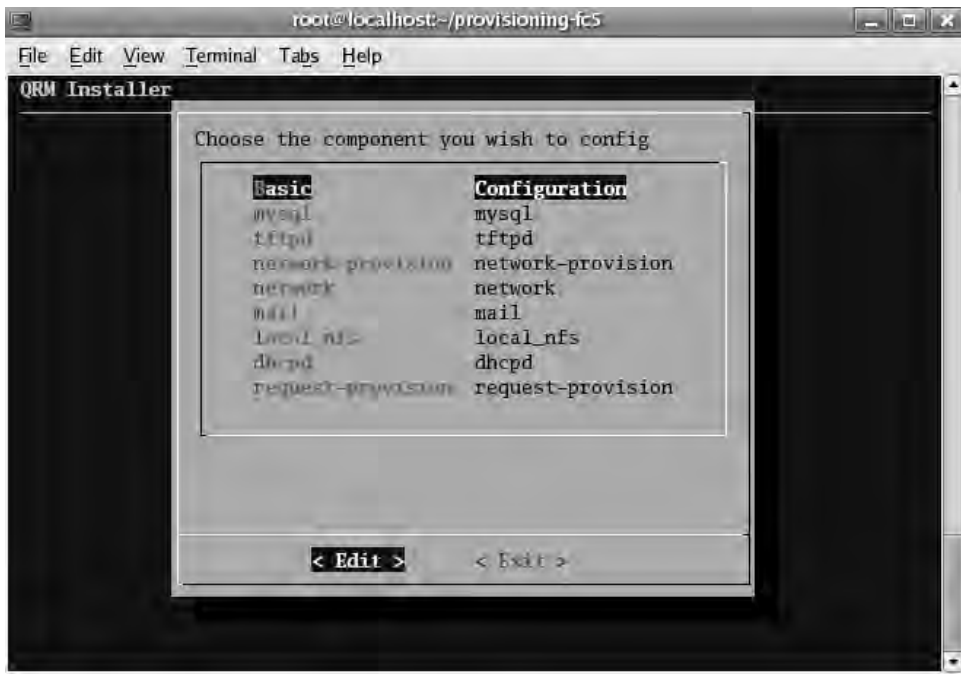 root@localhost:~/provisioning-fc5
File Edit View Terminal Tabs Help
QRM Installer
Choose the component you wish to config
Basic Configuration
mysql mysql
tftpd tftpd
network-provision network-provision
network network
mail mail
local_nfs local_nfs
dhcpd dhcpd
request-provision request-provision
< Edit > < Exit >